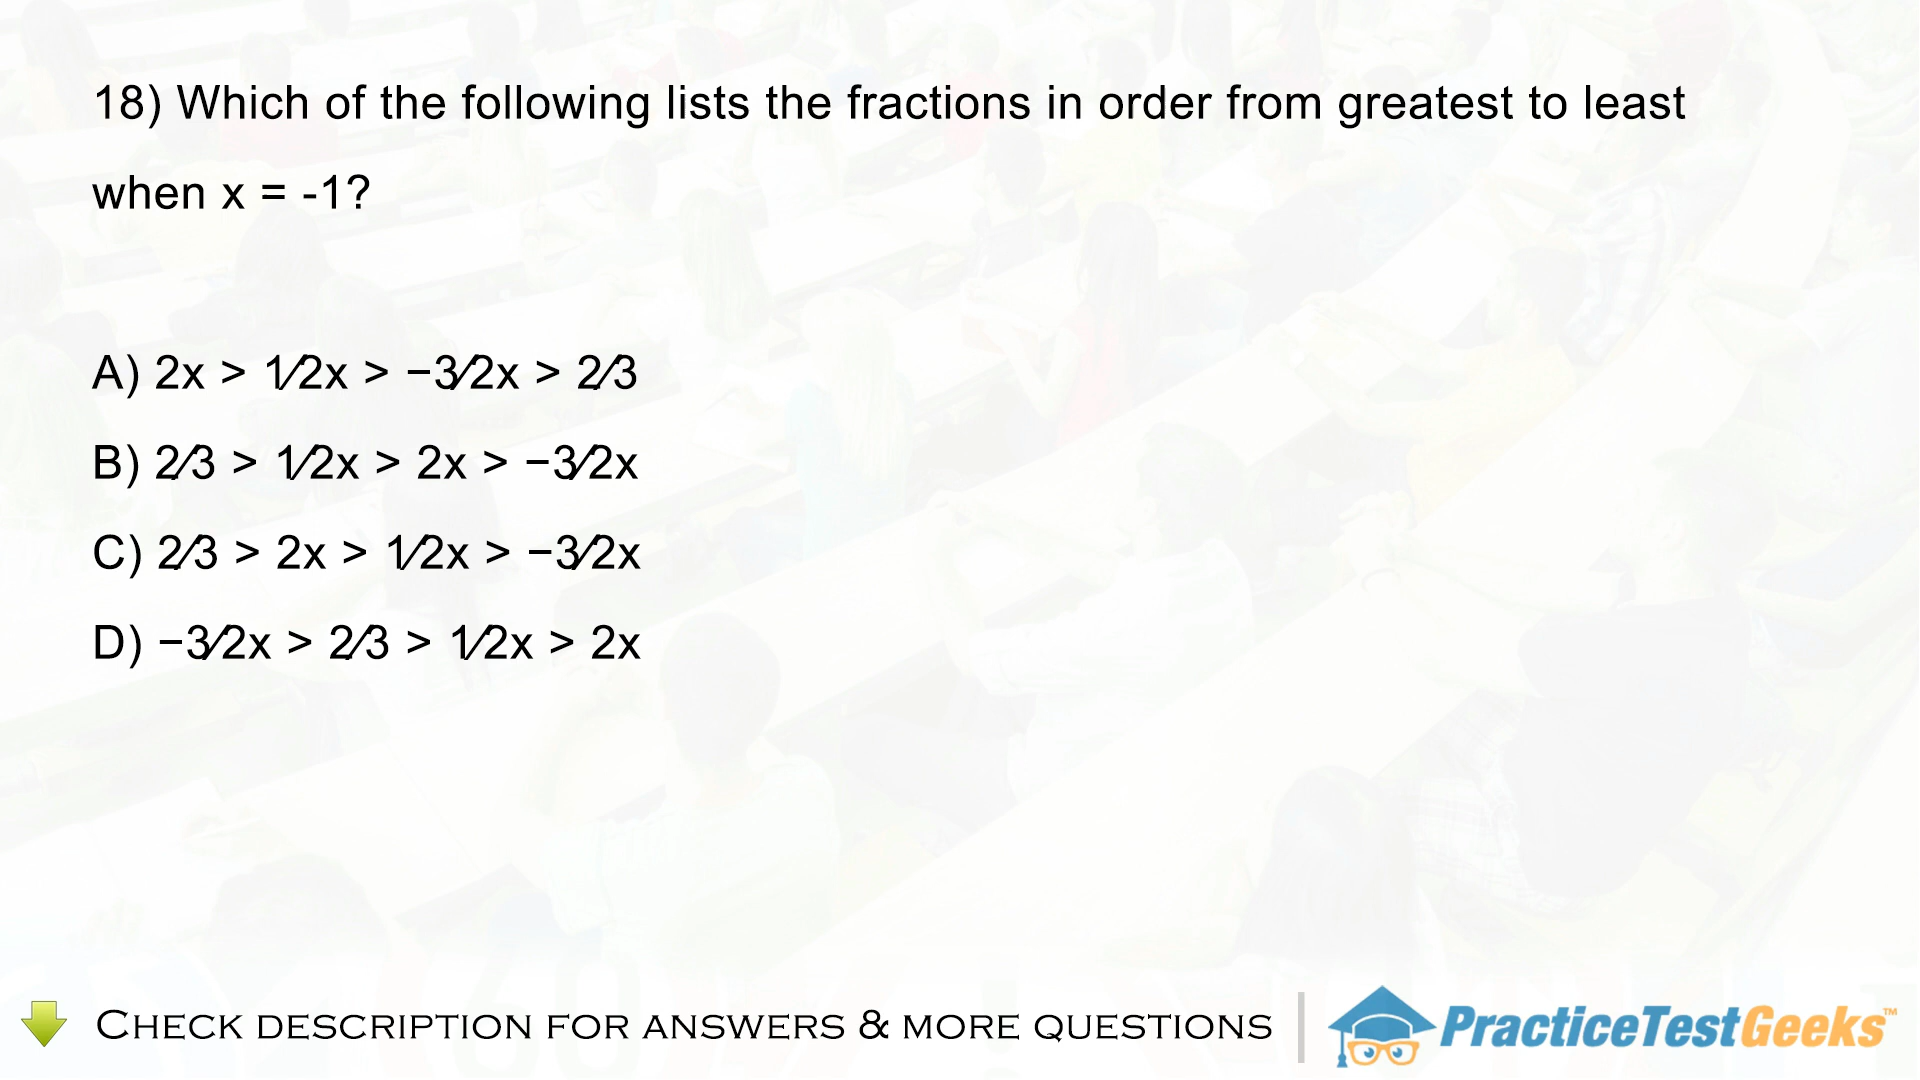 18) Which of the following lists the fractions in order from greatest to least
when x = -1?
A) 2x > 1⁄2x > −3⁄2x > 2⁄3
B) 2⁄3 > 1⁄2x > 2x > −3⁄2x
C) 2⁄3 > 2x > 1⁄2x > −3⁄2x
D) −3⁄2x > 2⁄3 > 1⁄2x > 2x
Check description for answers & more questions
PracticeTestGeeks™